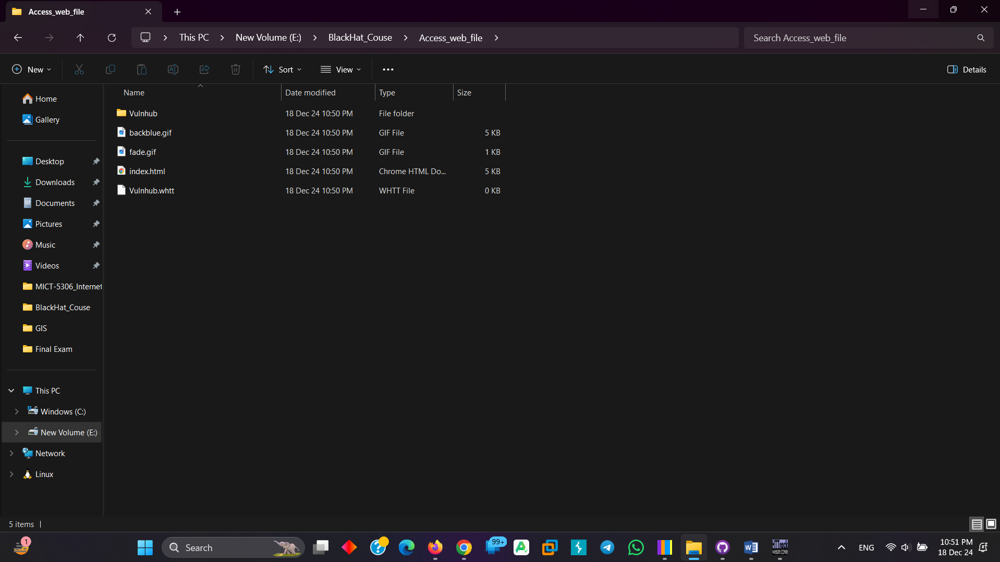 Access_web_file
This PC > New Volume (E:) > BlackHat_Couse > Access_web_file >
Search Access_web_file
New
Sort
View
Details
Name Date modified Type Size
Vulnhub 18 Dec 24 10:50 PM File folder
backblue.gif 18 Dec 24 10:50 PM GIF File 5 KB
fade.gif 18 Dec 24 10:50 PM GIF File 1 KB
index.html 18 Dec 24 10:50 PM Chrome HTML Do... 5 KB
Vulnhub.whtt 18 Dec 24 10:50 PM WHTT File 0 KB
Home
Gallery
Desktop
Downloads
Documents
Pictures
Music
Videos
MICT-5306_Internet
BlackHat_Couse
GIS
Final Exam
This PC
Windows (C:)
New Volume (E:)
Network
Linux
5 items
1
Search
99+
WEBSITE COPIER
ENG
10:51 PM
18 Dec 24